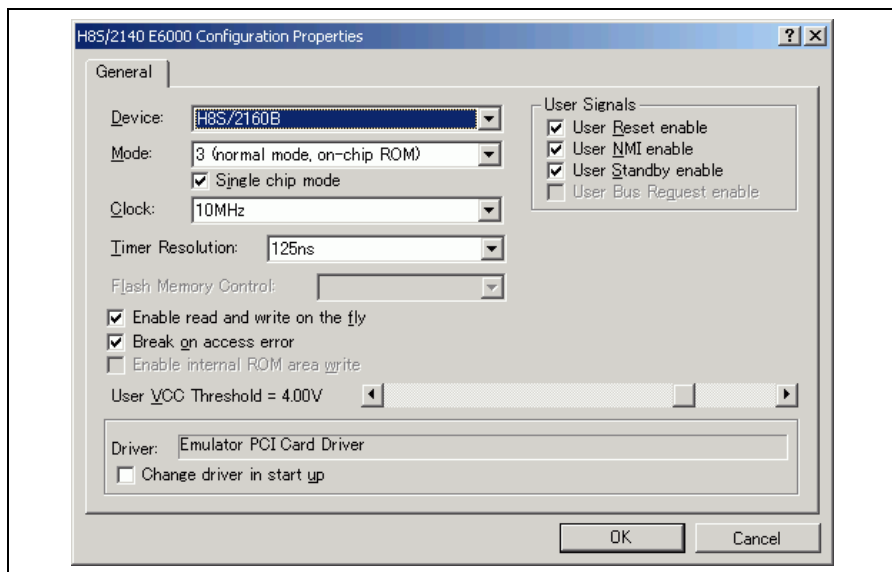 H8S/2140 E6000 Configuration Properties
General
Device: H8S/2160B
Mode: 3 (normal mode, on-chip ROM)
Single chip mode
Clock: 10MHz
Timer Resolution: 125ns
Flash Memory Control:
Enable read and write on the fly
Break on access error
Enable internal ROM area write
User VCC Threshold = 4.00V
User Signals
User Reset enable
User NMI enable
User Standby enable
User Bus Request enable
Driver: Emulator PCI Card Driver
Change driver in start up
OK Cancel